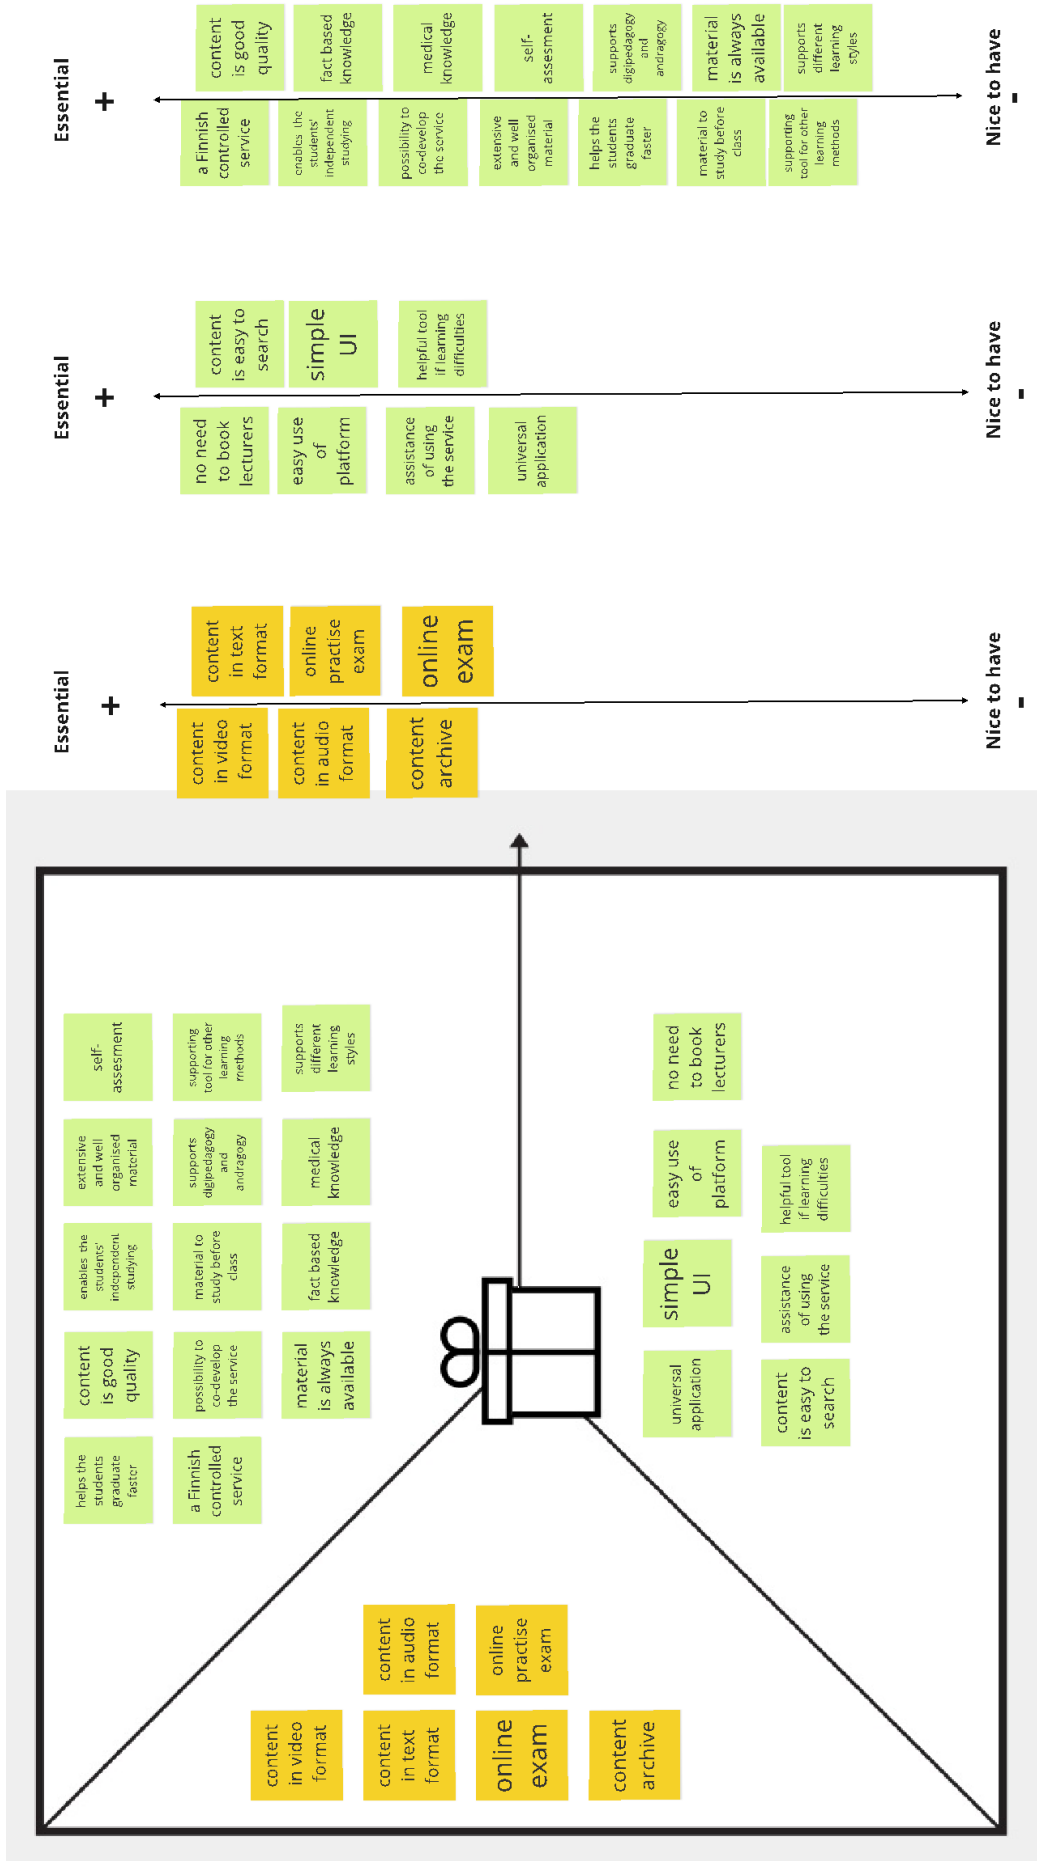 helps the
students
graduate
faster
content
is good
quality
enables the
students'
independent
studying
extensive
and well
organised
material
self-
assesment
a Finnish
controlled
service
possibility to
co-develop
the service
material to
study before
class
supports
digipedagogy
and
andragogy
supporting
tool for other
learning
methods
material
is always
available
fact based
knowledge
medical
knowledge
supports
different
learning
styles
content
in video
format
content
in text
format
content
in audio
format
online
exam
online
practise
exam
content
archive
universal
application
simple
UI
easy use
of
platform
no need
to book
lecturers
content
is easy to
search
assistance
of using
the service
helpful tool
if learning
difficulties
Essential
+
content
in video
format
content
in text
format
content
in audio
format
online
practise
exam
content
archive
online
exam
Nice to have
-
Essential
+
no need
to book
lecturers
content
is easy to
search
easy use
of
platform
simple
UI
assistance
of using
the service
helpful tool
if learning
difficulties
universal
application
Nice to have
-
Essential
+
a Finnish
controlled
service
content
is good
quality
enables the
students'
independent
studying
fact based
knowledge
possibility to
co-develop
the service
medical
knowledge
extensive
and well
organised
material
self-
assesment
helps the
students
graduate
faster
supports
digipedagogy
and
andragogy
material to
study before
class
material
is always
available
supporting
tool for other
learning
methods
supports
different
learning
styles
Nice to have
-